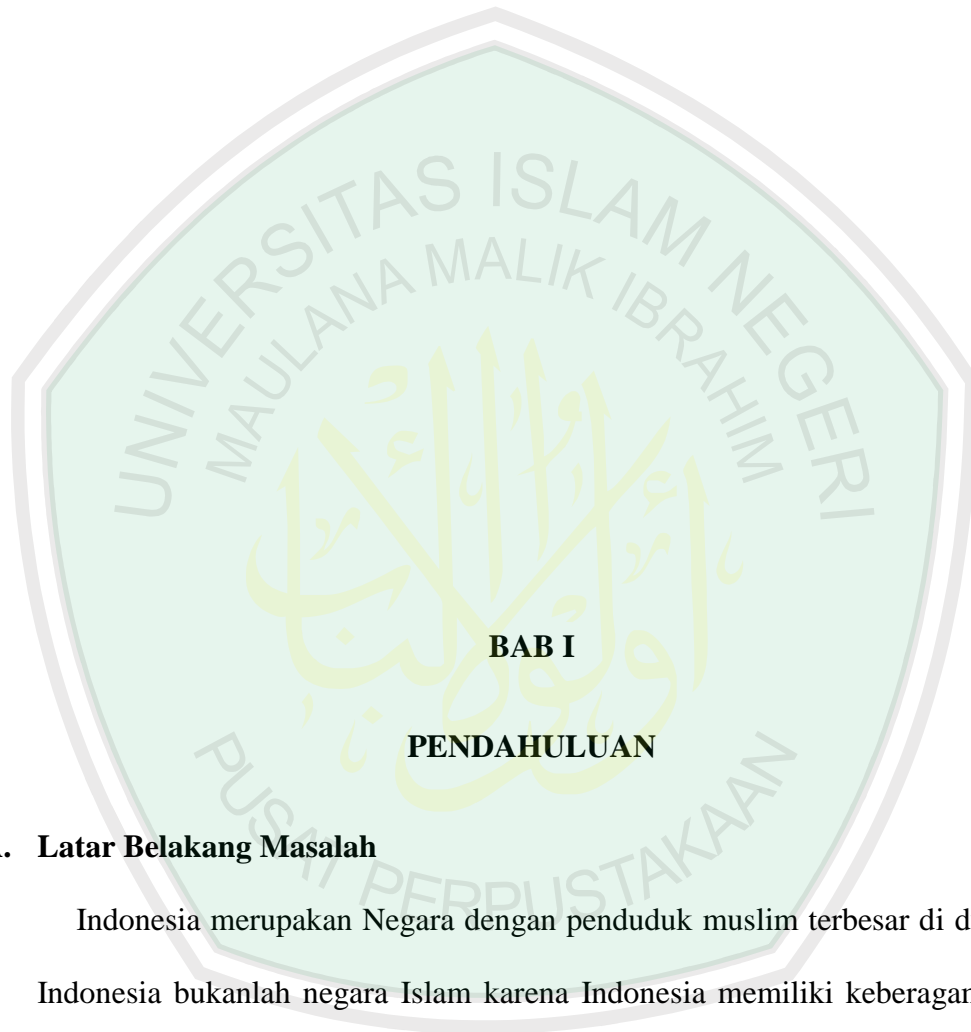 UNIVERSITAS ISLAM NEGERI
MAULANA MALIK IBRAHIM
BAB I
PENDAHULUAN
Latar Belakang Masalah
Indonesia merupakan Negara dengan penduduk muslim terbesar di
Indonesia bukanlah negara Islam karena Indonesia memiliki
PUSAT PERPUSTAKAAN